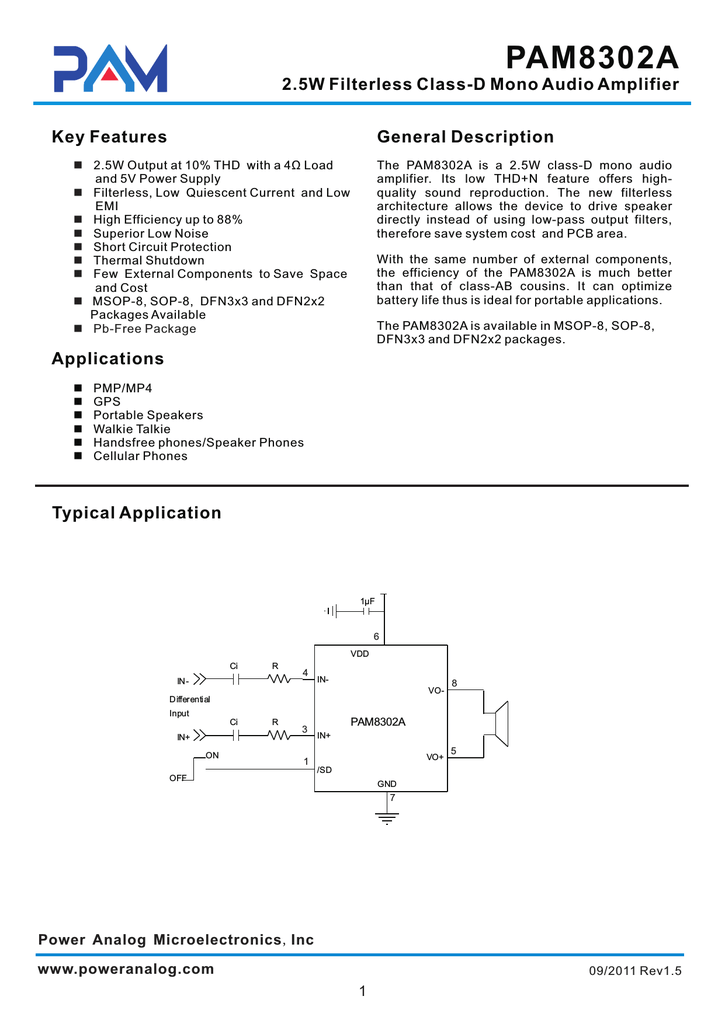 PAM
PAM8302A
2.5W Filterless Class-D Mono Audio Amplifier
Key Features
■ 2.5W Output at 10% THD with a 4Ω Load
and 5V Power Supply
■ Filterless, Low Quiescent Current and Low
EMI
■ High Efficiency up to 88%
■ Superior Low Noise
■ Short Circuit Protection
■ Thermal Shutdown
■ Few External Components to Save Space
and Cost
■ MSOP-8, SOP-8, DFN3x3 and DFN2x2
Packages Available
■ Pb-Free Package
Applications
■ PMP/MP4
■ GPS
■ Portable Speakers
■ Walkie Talkie
■ Handsfree phones/Speaker Phones
■ Cellular Phones
General Description
The PAM8302A is a 2.5W class-D mono audio
amplifier. Its low THD+N feature offers high-
quality sound reproduction. The new filterless
architecture allows the device to drive speaker
directly instead of using low-pass output filters,
therefore save system cost and PCB area.
With the same number of external components,
the efficiency of the PAM8302A is much better
than that of class-AB cousins. It can optimize
battery life thus is ideal for portable applications.
The PAM8302A is available in MSOP-8, SOP-8,
DFN3x3 and DFN2x2 packages.
Typical Application
1μF
6
VDD
Ci R 4
IN- IN-
8
VO-
Differential
Input
Ci R 3
PAM8302A
IN+ IN+
ON
1
/SD
OFF
5
VO+
GND
7
Power Analog Microelectronics, Inc
www.poweranalog.com
09/2011 Rev1.5
1